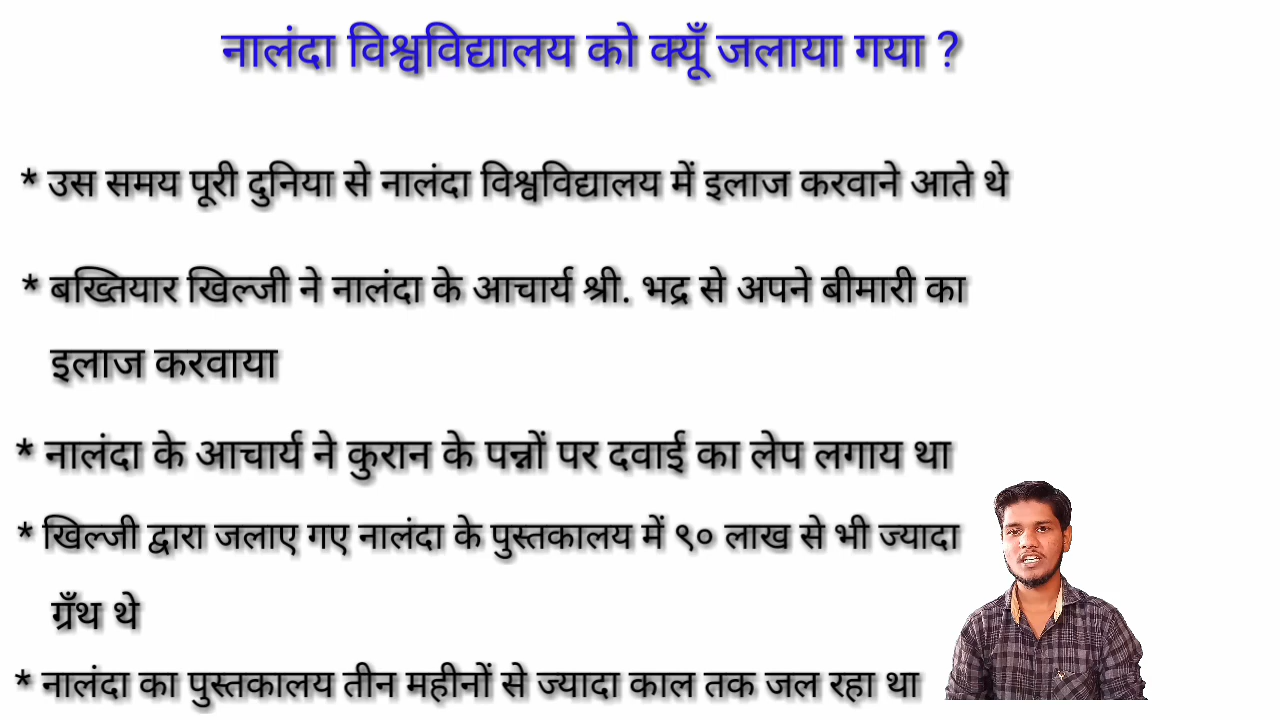 नालंदा विश्वविद्यालय को क्यूँ जलाया गया ?
* उस समय पूरी दुनिया से नालंदा विश्वविद्यालय में इलाज करवाने आते थे
* बख्तियार खिल्जी ने नालंदा के आचार्य श्री. भद्र से अपने बीमारी का
इलाज करवाया
* नालंदा के आचार्य ने कुरान के पन्नों पर दवाई का लेप लगाय था
* खिल्जी द्वारा जलाए गए नालंदा के पुस्तकालय में ९० लाख से भी ज्यादा
ग्रँथ थे
* नालंदा का पुस्तकालय तीन महीनों से ज्यादा काल तक जल रहा था